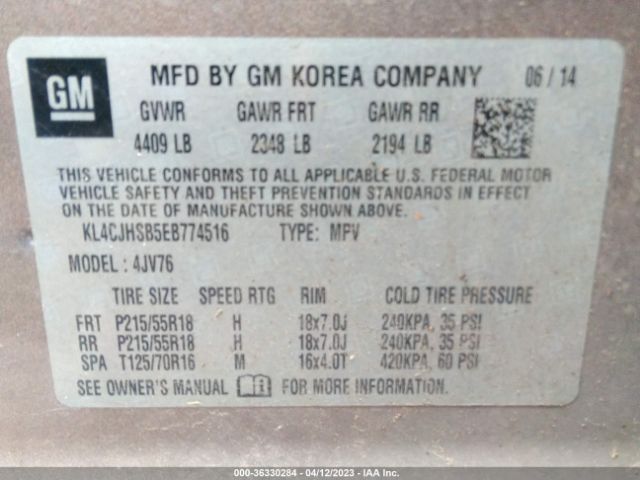 GM MFD BY GM KOREA COMPANY 06 / 14
GVWR GAWR FRT GAWR RR
4409 LB 2348 LB 2194 LB
THIS VEHICLE CONFORMS TO ALL APPLICABLE U.S. FEDERAL MOTOR
VEHICLE SAFETY AND THEFT PREVENTION STANDARDS IN EFFECT
ON THE DATE OF MANUFACTURE SHOWN ABOVE.
KL4CJHSB5EB774516 TYPE: MPV
MODEL : 4JV76
TIRE SIZE SPEED RTG RIM COLD TIRE PRESSURE
FRT P215/55R18 H 18x7.0J 240KPA, 35 PSI
RR P215/55R18 H 18x7.0J 240KPA, 35 PSI
SPA T125/70R16 M 16x4.0T 420KPA, 60 PSI
SEE OWNER'S MANUAL FOR MORE INFORMATION.
000-36330284 - 04/12/2023 - IAA Inc.